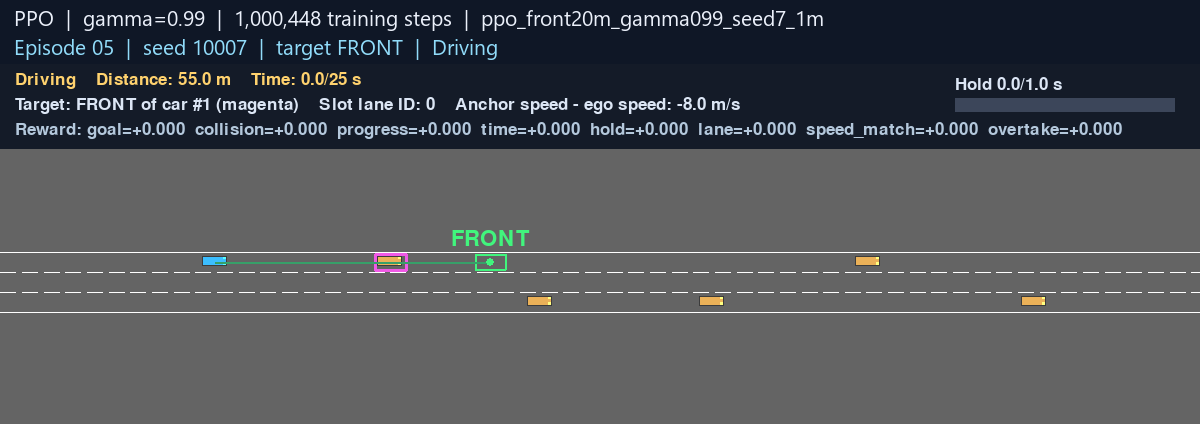 PPO | gamma=0.99 | 1,000,448 training steps | ppo_front20m_gamma099_seed7_1m
Episode 05 | seed 10007 | target FRONT | Driving
Driving Distance: 55.0 m Time: 0.0/25 s
Hold 0.0/1.0 s
Target: FRONT of car #1 (magenta) Slot lane ID: 0 Anchor speed - ego speed: -8.0 m/s
Reward: goal=+0.000 collision=+0.000 progress=+0.000 time=+0.000 hold=+0.000 lane=+0.000 speed_match=+0.000 overtake=+0.000
FRONT